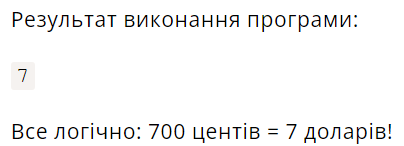 Результат виконання програми:
7
Все логічно: 700 центів = 7 доларів!